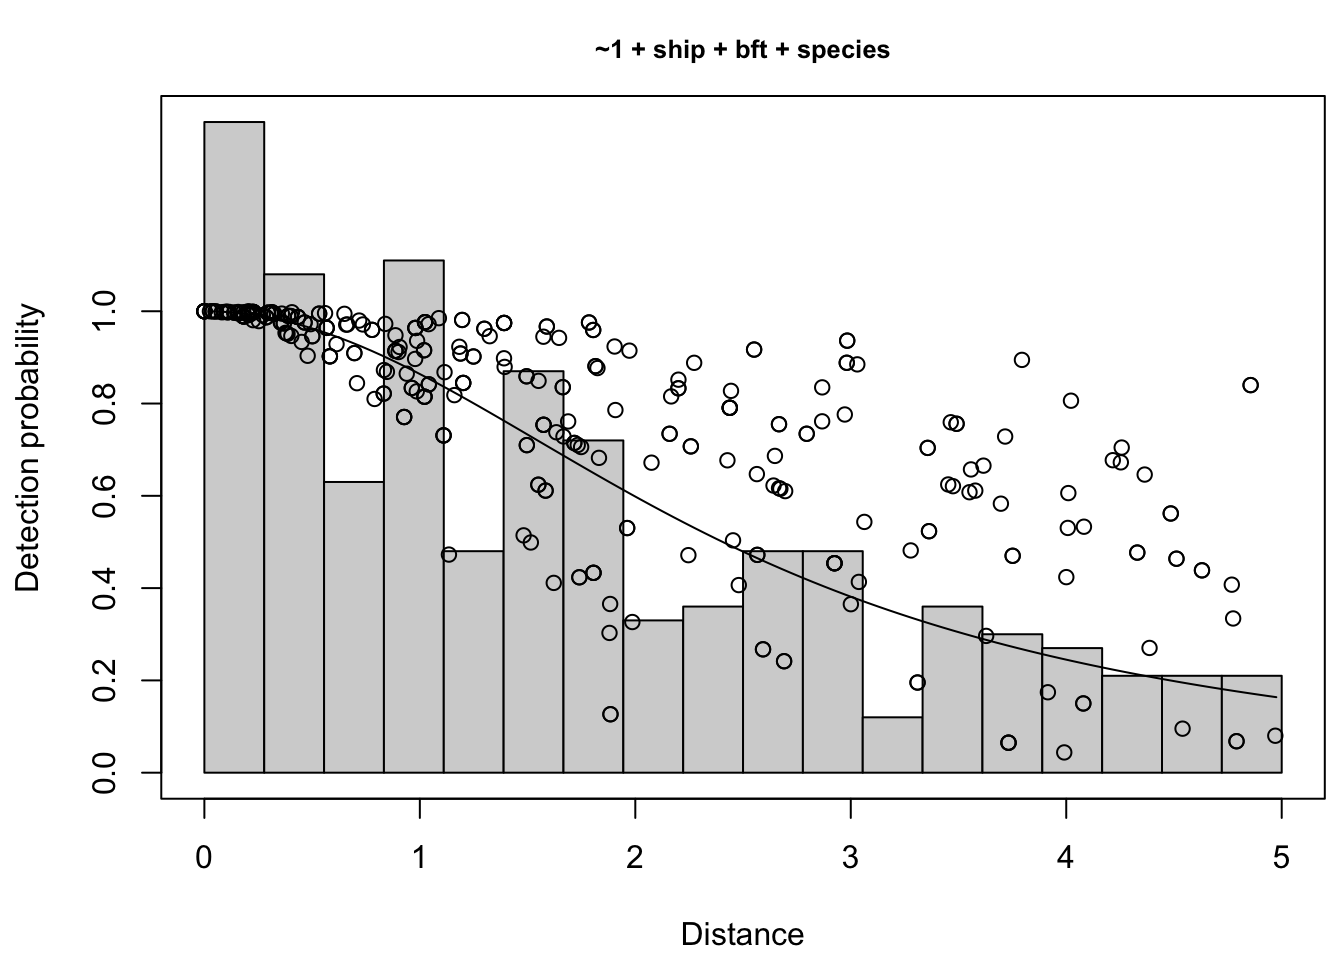 ~1 + ship + bft + species
Detection probability
1.0
0.8
0.6
0.4
0.2
0.0
0 1 2 3 4 5
Distance